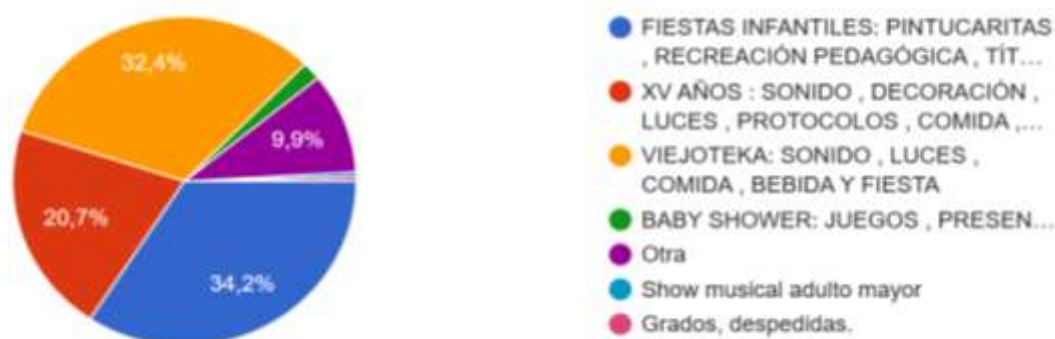 32,4%
9,9%
20,7%
34,2%
FIESTAS INFANTILES: PINTUCARITAS
, RECREACIÓN PEDAGÓGICA , TÍT...
XV AÑOS : SONIDO , DECORACIÓN ,
LUCES , PROTOCOLOS , COMIDA ,...
VIEJOTEKA: SONIDO , LUCES ,
COMIDA , BEBIDA Y FIESTA
BABY SHOWER: JUEGOS , PRESEN...
Otra
Show musical adulto mayor
Grados, despedidas.